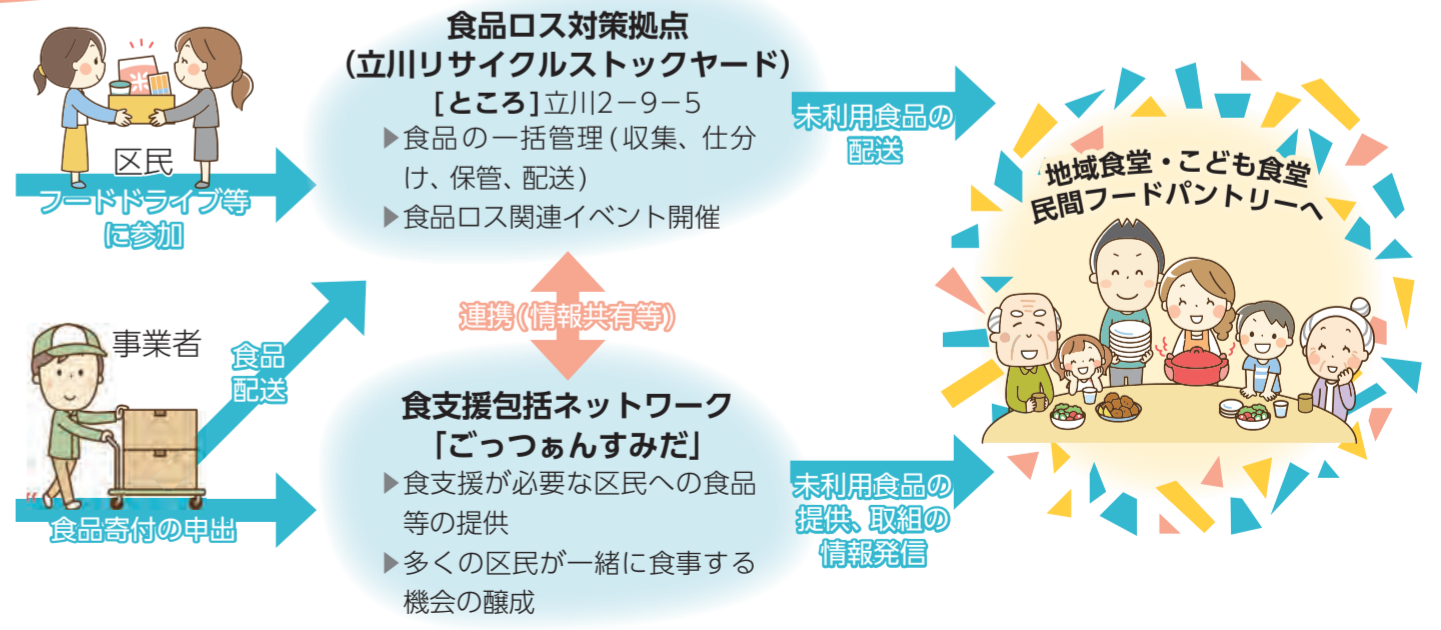 食品ロス対策拠点
(立川リサイクルストックヤード)
[ところ]立川2−9−5
▶食品の一括管理(収集、仕分
け、保管、配送)
▶食品ロス関連イベント開催
米
区民
フードドライブ等
に参加
未利用食品の
配送
地域食堂・こども食堂
民間フードパントリーへ
連携(情報共有等)
事業者
食品
配送
食品寄付の申出
食支援包括ネットワーク
「ごっつぁんすみだ」
▶食支援が必要な区民への食品
等の提供
▶多くの区民が一緒に食事する
機会の醸成
未利用食品の
提供、取組の
情報発信